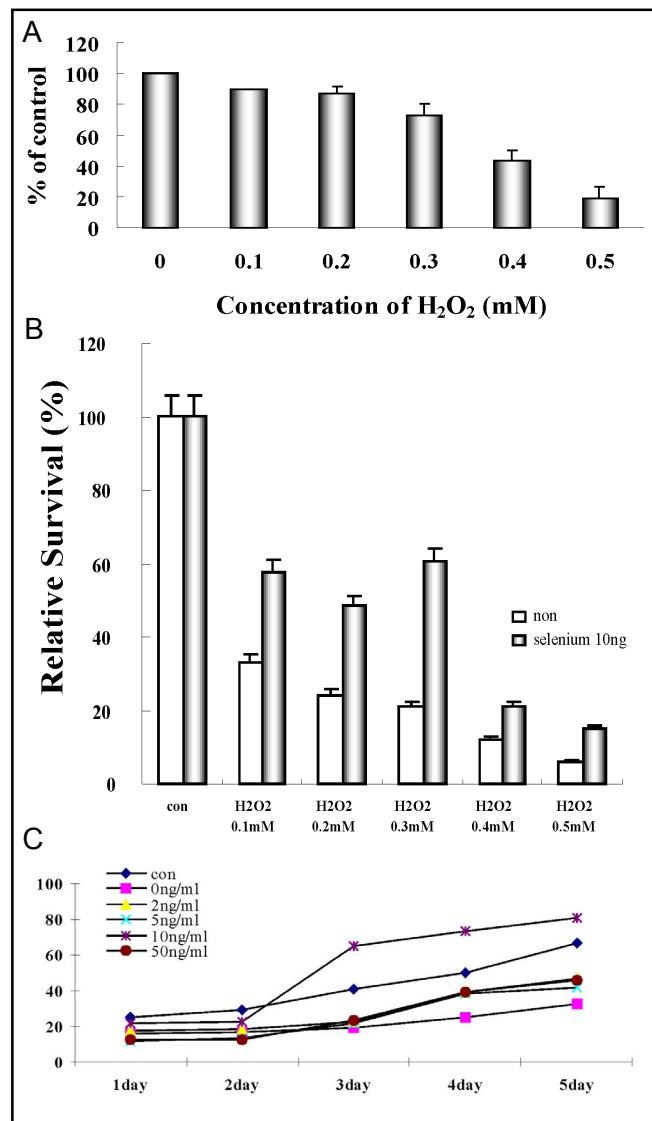 A
% of control
120
100
80
60
40
20
0
0 0.1 0.2 0.3 0.4 0.5
Concentration of H₂O₂ (mM)
B
Relative Survival (%)
120
100
80
60
40
20
0
non
selenium 10ng
con H2O2 H2O2 H2O2 H2O2 H2O2
0.1mM 0.2mM 0.3mM 0.4mM 0.5mM
C
con
0ng/ml
2ng/ml
5ng/ml
10ng/ml
50ng/ml
100
80
60
40
20
0
1day 2day 3day 4day 5day